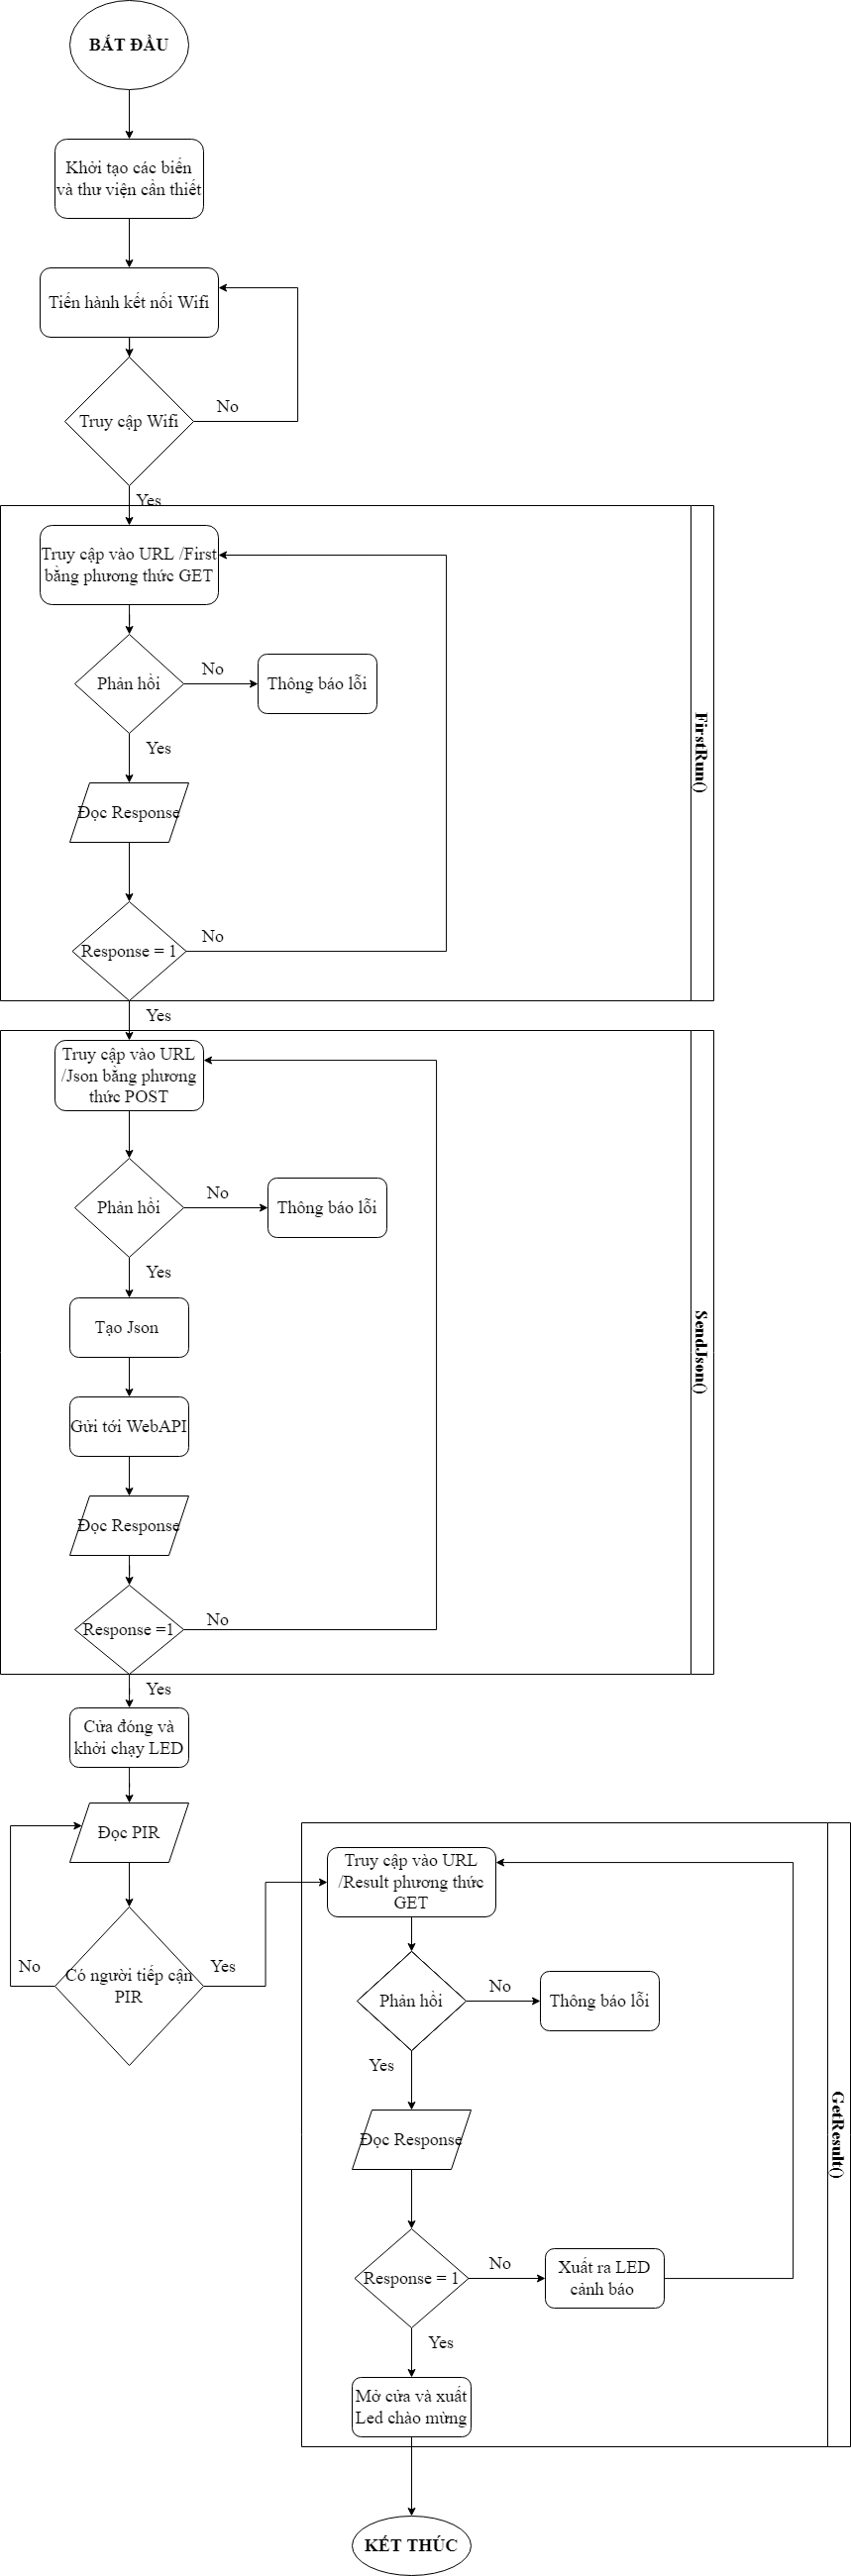 BẮT ĐẦU
Khởi tạo các biến
và thư viện cần thiết
Tiến hành kết nối Wifi
Truy cập Wifi
No
Yes
Truy cập vào URL /First
bằng phương thức GET
Phản hồi
No
Thông báo lỗi
Yes
Đọc Response
Response = 1
No
FirstRun()
Yes
Truy cập vào URL
/Json bằng phương
thức POST
Phản hồi
No
Thông báo lỗi
Yes
Tạo Json
Gửi tới WebAPI
Đọc Response
Response =1
No
SendJson()
Yes
Cửa đóng và
khởi chạy LED
Đọc PIR
Có người tiếp cận
PIR
No
Yes
Truy cập vào URL
/Result phương thức
GET
Phản hồi
No
Thông báo lỗi
Yes
Đọc Response
Response = 1
No
Xuất ra LED
cảnh báo
Yes
Mở cửa và xuất
Led chào mừng
GetResult()
KẾT THÚC